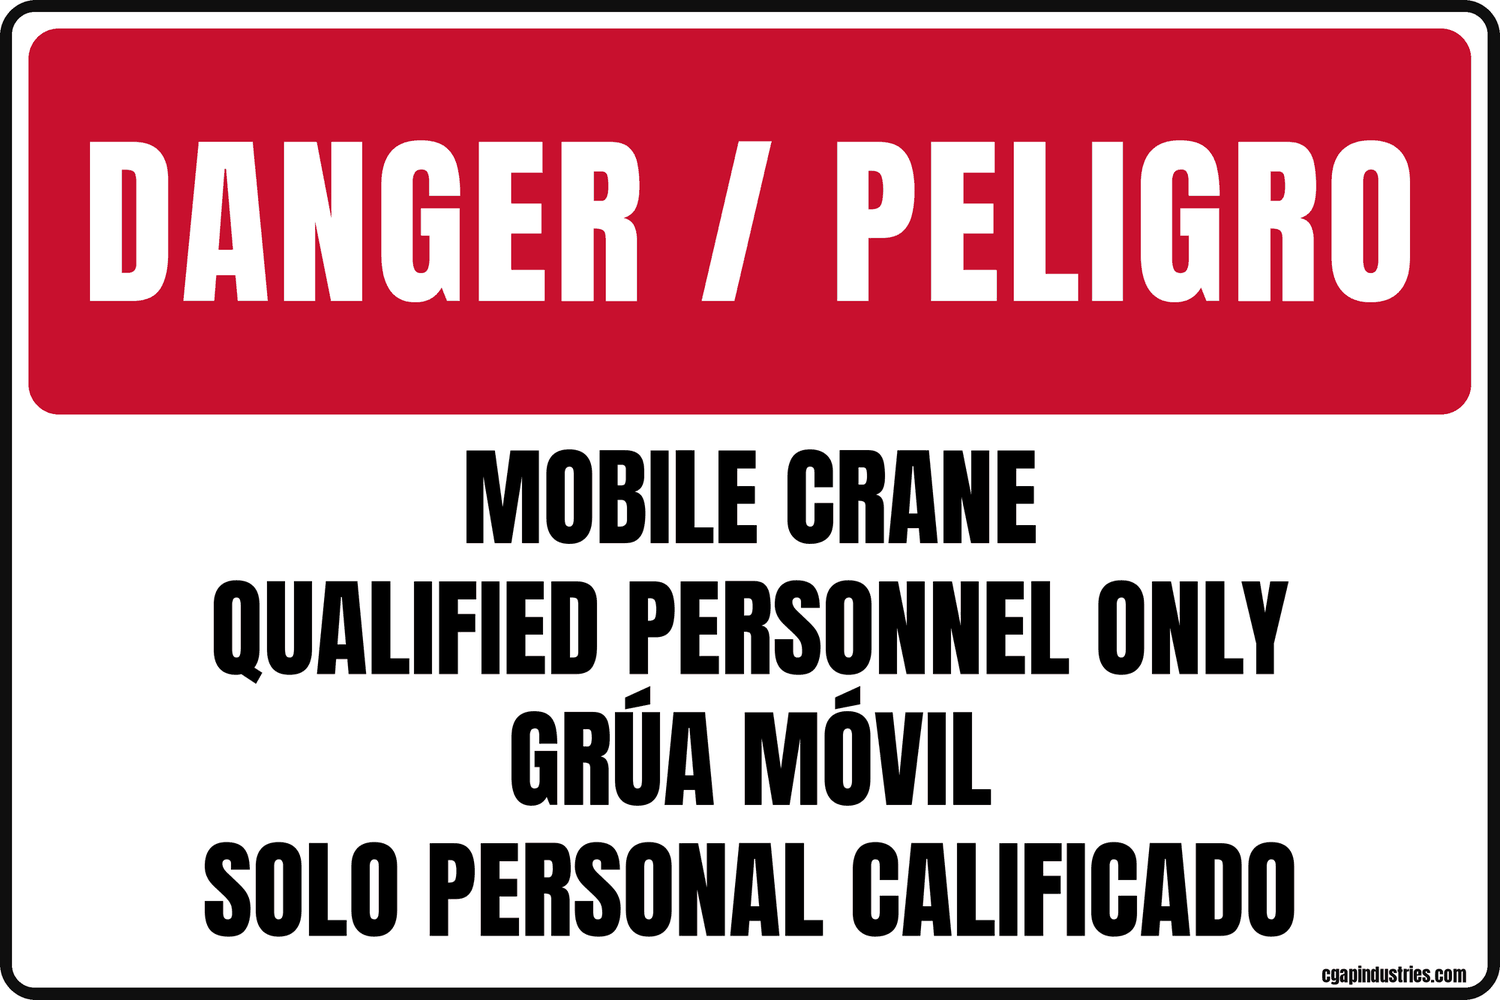 DANGER / PELIGRO
MOBILE CRANE
QUALIFIED PERSONNEL ONLY
GRÚA MÓVIL
SOLO PERSONAL CALIFICADO
cgapindustries.com